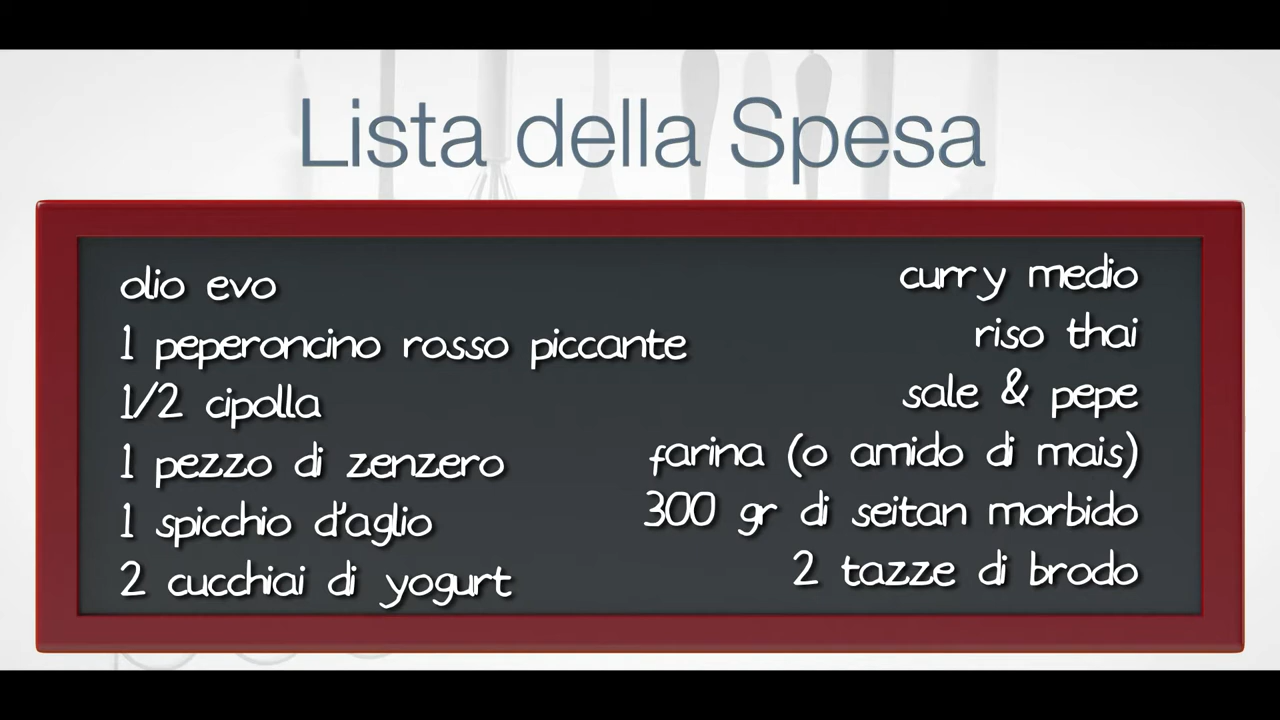 Lista della Spesa
olio evo
1 peperoncino rosso piccante
1/2 cipolla
1 pezzo di zenzero
1 spicchio d'aglio
2 cucchiai di yogurt
curry medio
riso thai
sale & pepe
farina (o amido di mais)
300 gr di seitan morbido
2 tazze di brodo